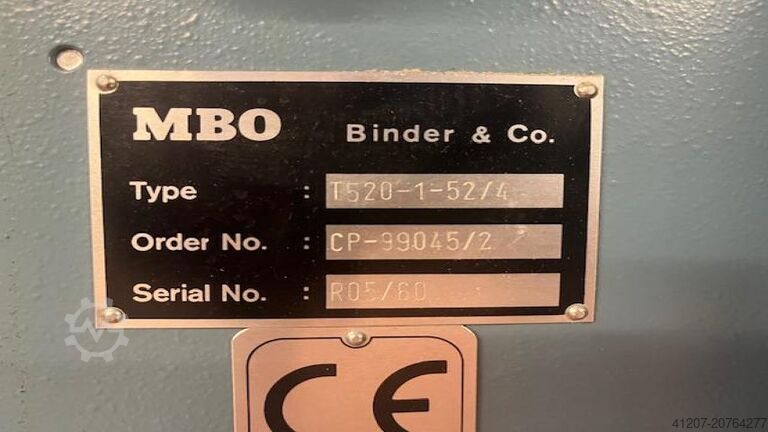 MBO Binder & Co.
Type : T520-1-52/4
Order No. : CP-99045/2
Serial No. : R05/60
CE
41207-20764277